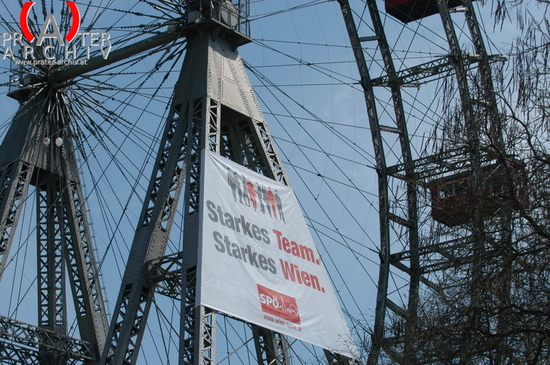 PRATER
ARCHIV
www.praterarchiv.at
Starkes Team.
Starkes Wien.
SPÖ